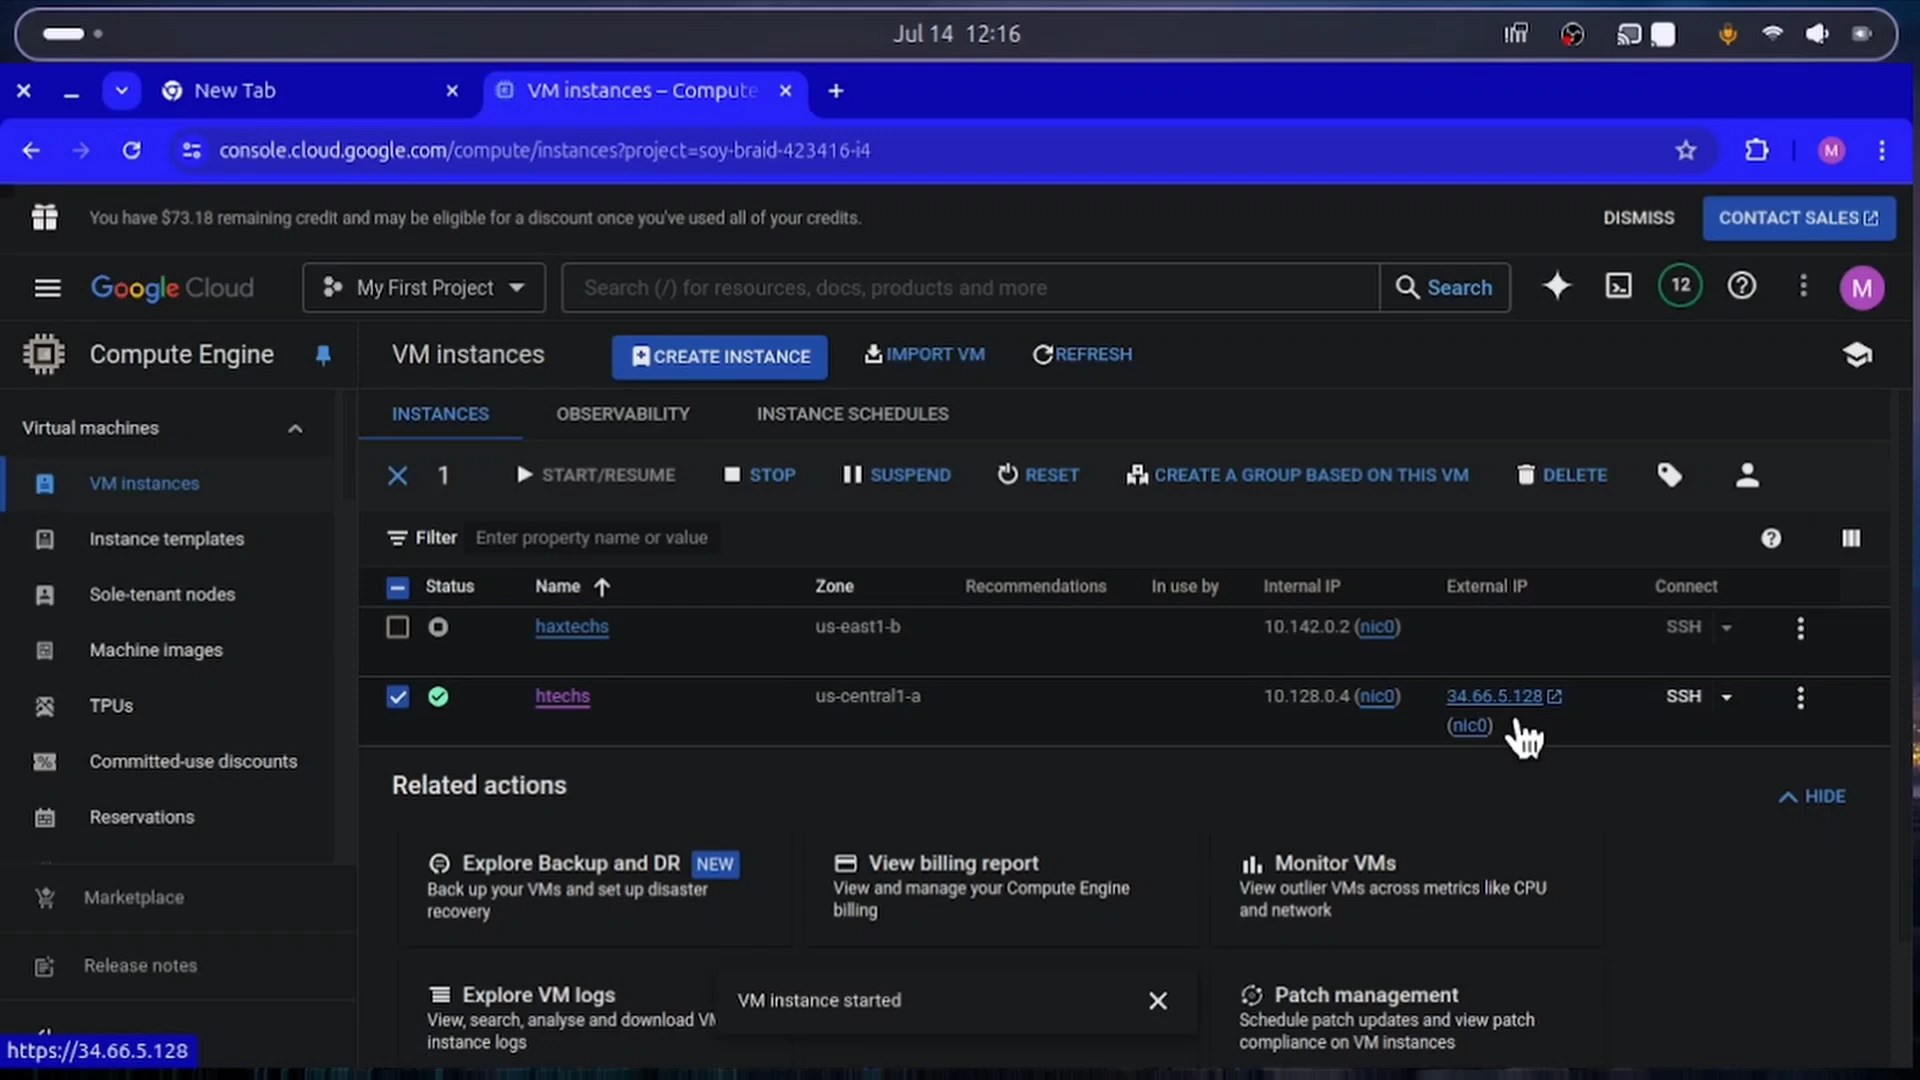 Jul 14 12:16
New Tab
VM instances – Compute
console.cloud.google.com/compute/instances?project=soy-braid-423416-i4
M
You have $73.18 remaining credit and may be eligible for a discount once you've used all of your credits.
DISMISS
CONTACT SALES
Google Cloud
My First Project
Search (/) for resources, docs, products and more
Search
12
M
Compute Engine
VM instances
CREATE INSTANCE
IMPORT VM
REFRESH
INSTANCES
OBSERVABILITY
INSTANCE SCHEDULES
Virtual machines
VM instances
Instance templates
Sole-tenant nodes
Machine images
TPUs
Committed-use discounts
Reservations
Marketplace
Release notes
1
START/RESUME
STOP
SUSPEND
RESET
CREATE A GROUP BASED ON THIS VM
DELETE
Filter
Enter property name or value
Status
Name
Zone
Recommendations
In use by
Internal IP
External IP
Connect
haxtechs
us-east1-b
10.142.0.2 (nic0)
SSH
htechs
us-central1-a
10.128.0.4 (nic0)
34.66.5.128
(nic0)
SSH
Related actions
HIDE
Explore Backup and DR NEW
Back up your VMs and set up disaster
recovery
View billing report
View and manage your Compute Engine
billing
Monitor VMs
View outlier VMs across metrics like CPU
and network
Explore VM logs
View, search, analyse and download VM
instance logs
VM instance started
Patch management
Schedule patch updates and view patch
compliance on VM instances
https://34.66.5.128